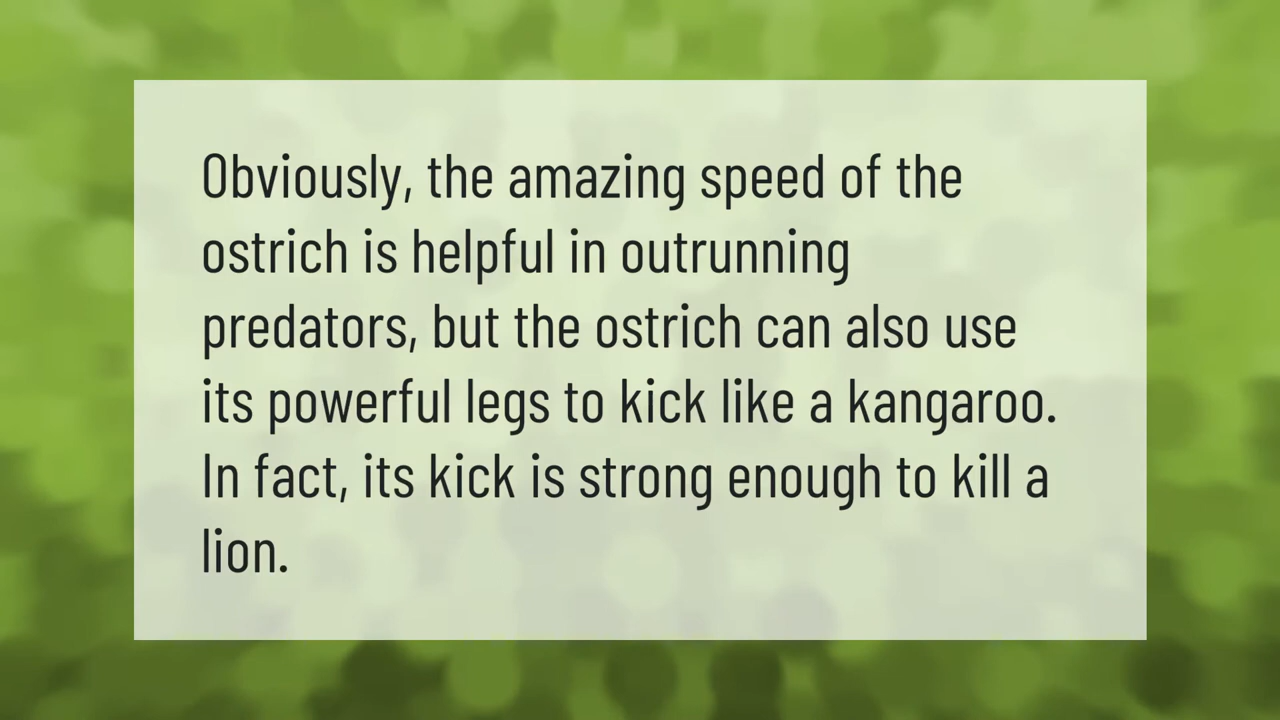 Obviously, the amazing speed of the
ostrich is helpful in outrunning
predators, but the ostrich can also use
its powerful legs to kick like a kangaroo.
In fact, its kick is strong enough to kill a
lion.